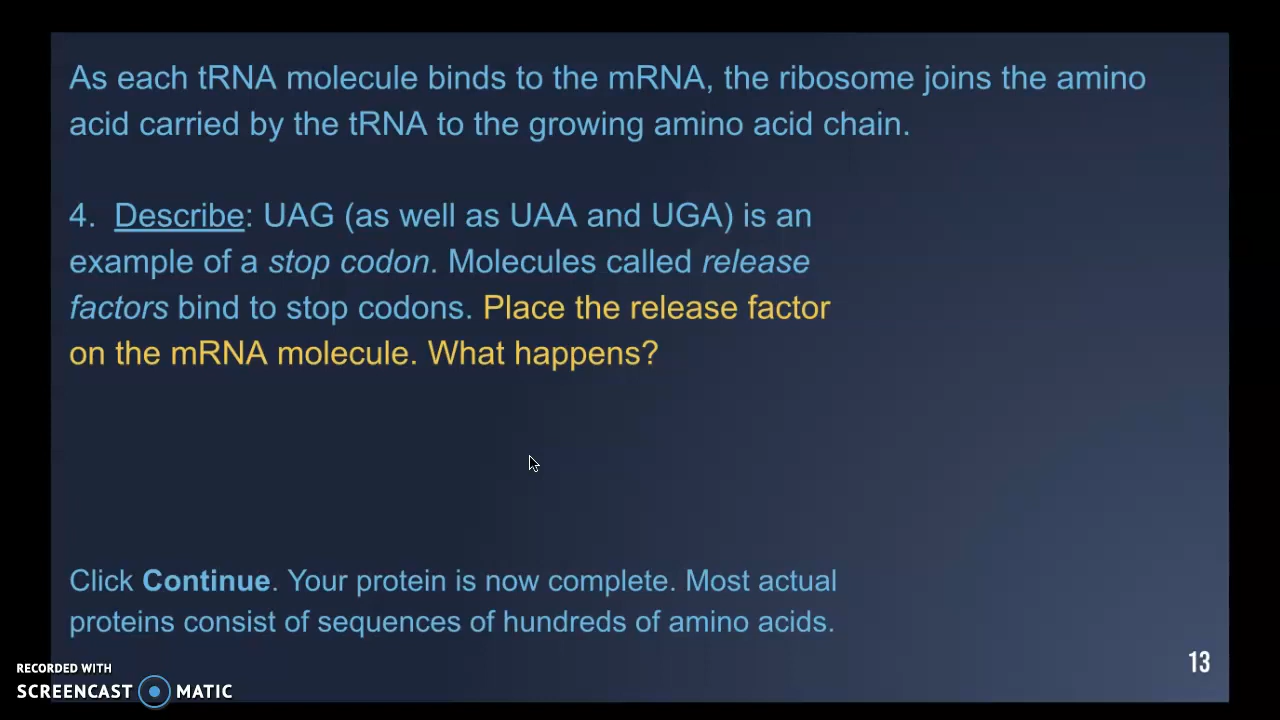 As each tRNA molecule binds to the mRNA, the ribosome joins the amino
acid carried by the tRNA to the growing amino acid chain.
4. Describe: UAG (as well as UAA and UGA) is an
example of a stop codon. Molecules called release
factors bind to stop codons. Place the release factor
on the mRNA molecule. What happens?
Click Continue. Your protein is now complete. Most actual
proteins consist of sequences of hundreds of amino acids.
13
RECORDED WITH
SCREENCAST MATIC